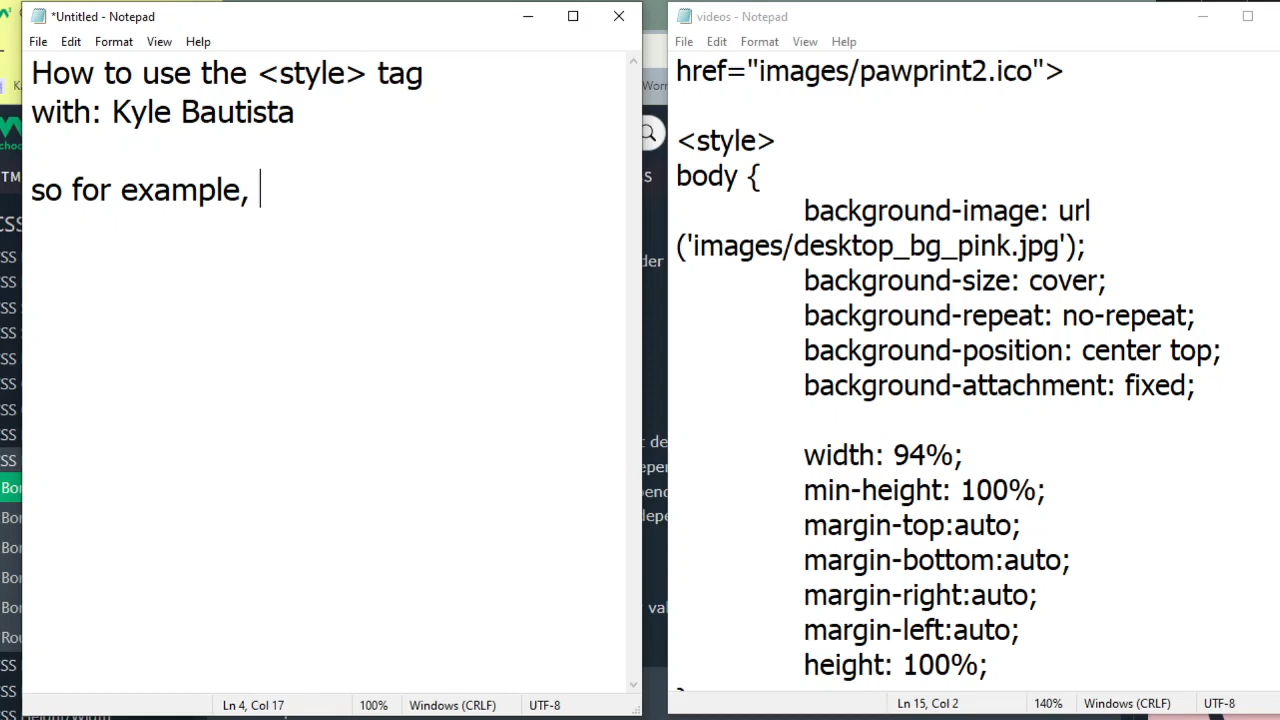 *Untitled - Notepad
File Edit Format View Help
How to use the <style> tag
with: Kyle Bautista
so for example,
Ln 4, Col 17 100% Windows (CRLF) UTF-8
videos - Notepad
File Edit Format View Help
href="images/pawprint2.ico">
<style>
body {
background-image: url
('images/desktop_bg_pink.jpg');
background-size: cover;
background-repeat: no-repeat;
background-position: center top;
background-attachment: fixed;
width: 94%;
min-height: 100%;
margin-top:auto;
margin-bottom:auto;
margin-right:auto;
margin-left:auto;
height: 100%;
Ln 15, Col 2 140% Windows (CRLF) UTF-8